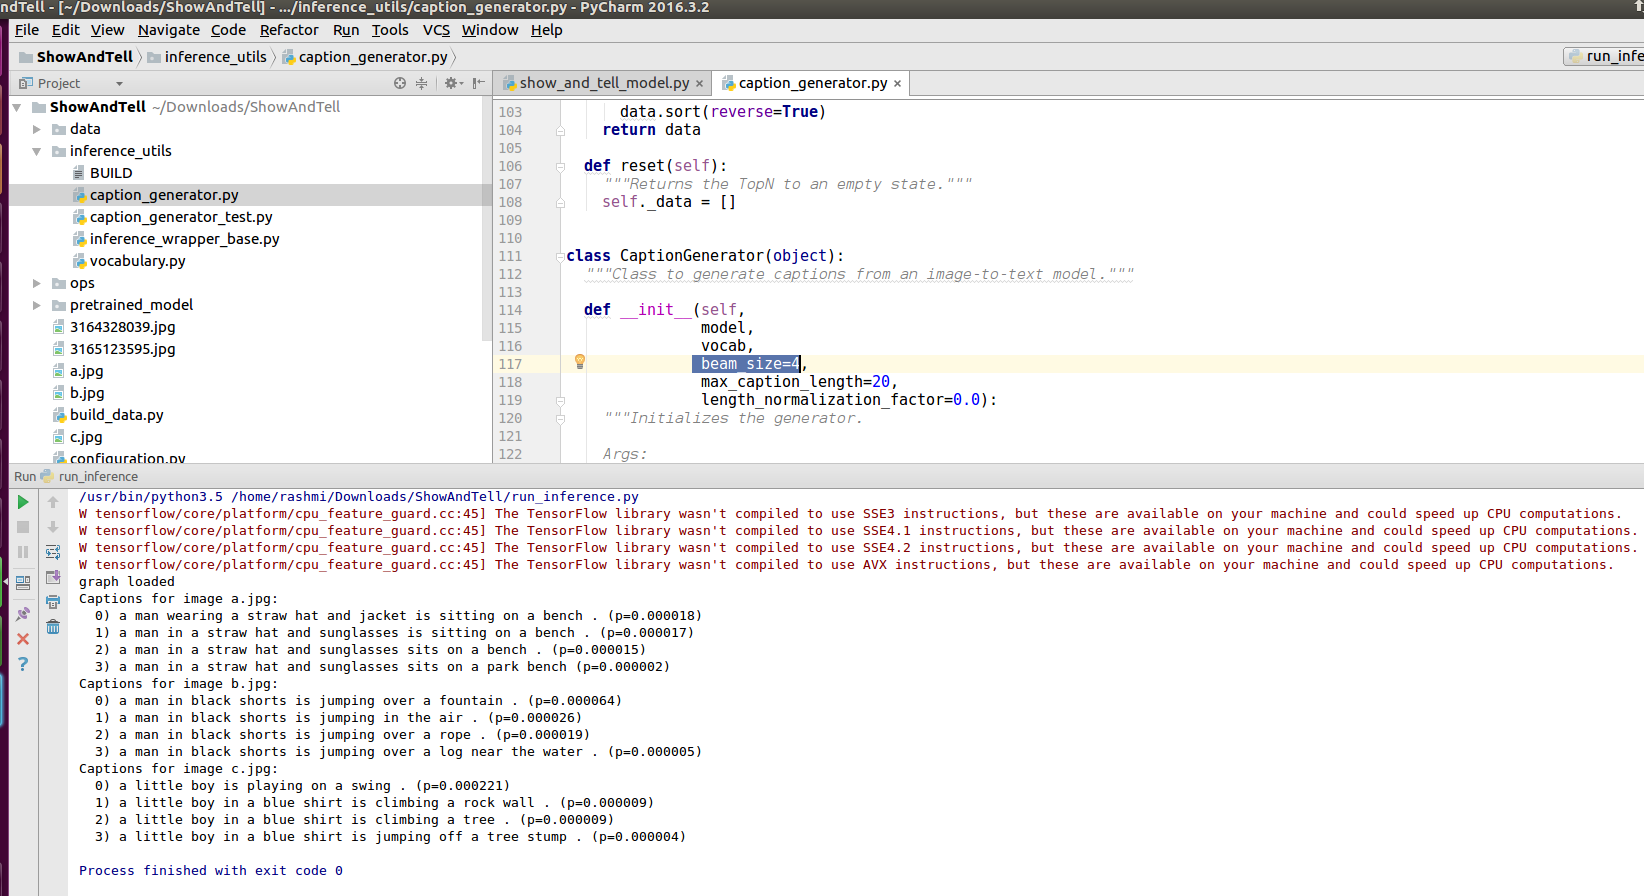 ndTell - [~/Downloads/ShowAndTell] - .../inference_utils/caption_generator.py - PyCharm 2016.3.2
File Edit View Navigate Code Refactor Run Tools VCS Window Help
ShowAndTell inference_utils caption_generator.py run_infe
Project
show_and_tell_model.py × caption_generator.py ×
ShowAndTell ~/Downloads/ShowAndTell
data
inference_utils
BUILD
caption_generator.py
caption_generator_test.py
inference_wrapper_base.py
vocabulary.py
ops
pretrained_model
3164328039.jpg
3165123595.jpg
a.jpg
b.jpg
build_data.py
c.jpg
configuration.py
103 data.sort(reverse=True)
104 return data
105
106 def reset(self):
107 """Returns the TopN to an empty state."""
108 self._data = []
109
110
111 class CaptionGenerator(object):
112 """Class to generate captions from an image-to-text model."""
113
114 def __init__(self,
115 model,
116 vocab,
117 beam_size=4,
118 max_caption_length=20,
119 length_normalization_factor=0.0):
120 """Initializes the generator.
121
122 Args:
Run run_inference
/usr/bin/python3.5 /home/rashmi/Downloads/ShowAndTell/run_inference.py
W tensorflow/core/platform/cpu_feature_guard.cc:45] The TensorFlow library wasn't compiled to use SSE3 instructions, but these are available on your machine and could speed up CPU computations.
W tensorflow/core/platform/cpu_feature_guard.cc:45] The TensorFlow library wasn't compiled to use SSE4.1 instructions, but these are available on your machine and could speed up CPU computations.
W tensorflow/core/platform/cpu_feature_guard.cc:45] The TensorFlow library wasn't compiled to use SSE4.2 instructions, but these are available on your machine and could speed up CPU computations.
W tensorflow/core/platform/cpu_feature_guard.cc:45] The TensorFlow library wasn't compiled to use AVX instructions, but these are available on your machine and could speed up CPU computations.
graph loaded
Captions for image a.jpg:
0) a man wearing a straw hat and jacket is sitting on a bench . (p=0.000018)
1) a man in a straw hat and sunglasses is sitting on a bench . (p=0.000017)
2) a man in a straw hat and sunglasses sits on a bench . (p=0.000015)
3) a man in a straw hat and sunglasses sits on a park bench (p=0.000002)
Captions for image b.jpg:
0) a man in black shorts is jumping over a fountain . (p=0.000064)
1) a man in black shorts is jumping in the air . (p=0.000026)
2) a man in black shorts is jumping over a rope . (p=0.000019)
3) a man in black shorts is jumping over a log near the water . (p=0.000005)
Captions for image c.jpg:
0) a little boy is playing on a swing . (p=0.000221)
1) a little boy in a blue shirt is climbing a rock wall . (p=0.000009)
2) a little boy in a blue shirt is climbing a tree . (p=0.000009)
3) a little boy in a blue shirt is jumping off a tree stump . (p=0.000004)
Process finished with exit code 0